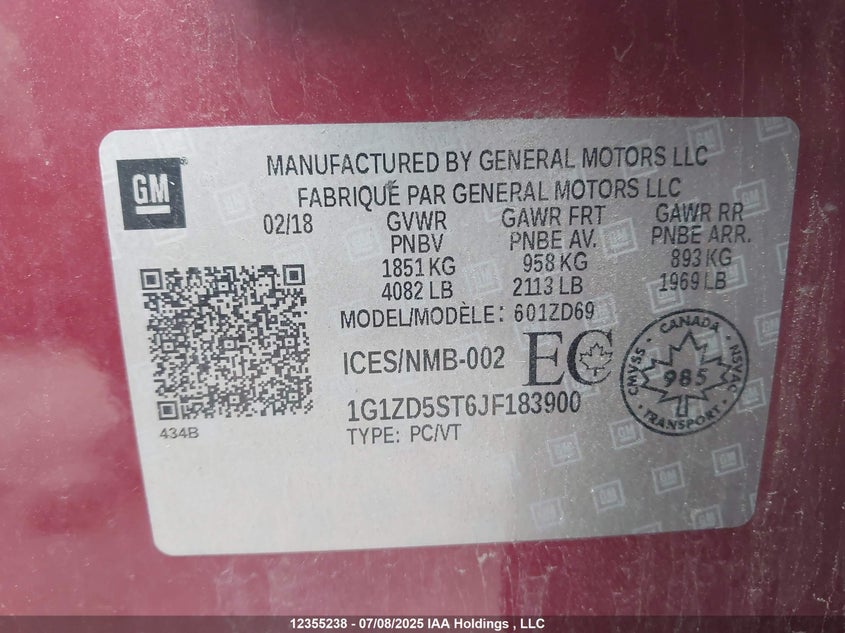 GM
MANUFACTURED BY GENERAL MOTORS LLC
FABRIQUÉ PAR GENERAL MOTORS LLC
02/18 GVWR GAWR FRT GAWR RR
PNBV PNBE AV. PNBE ARR.
1851 KG 958 KG 893 KG
4082 LB 2113 LB 1969 LB
MODEL/MODÈLE: 601ZD69
ICES/NMB-002 EC
CANADA
CMVSS 985 NSVAC
TRANSPORT
1G1ZD5ST6JF183900
434B
TYPE: PC/VT
12355238 - 07/08/2025 IAA Holdings , LLC